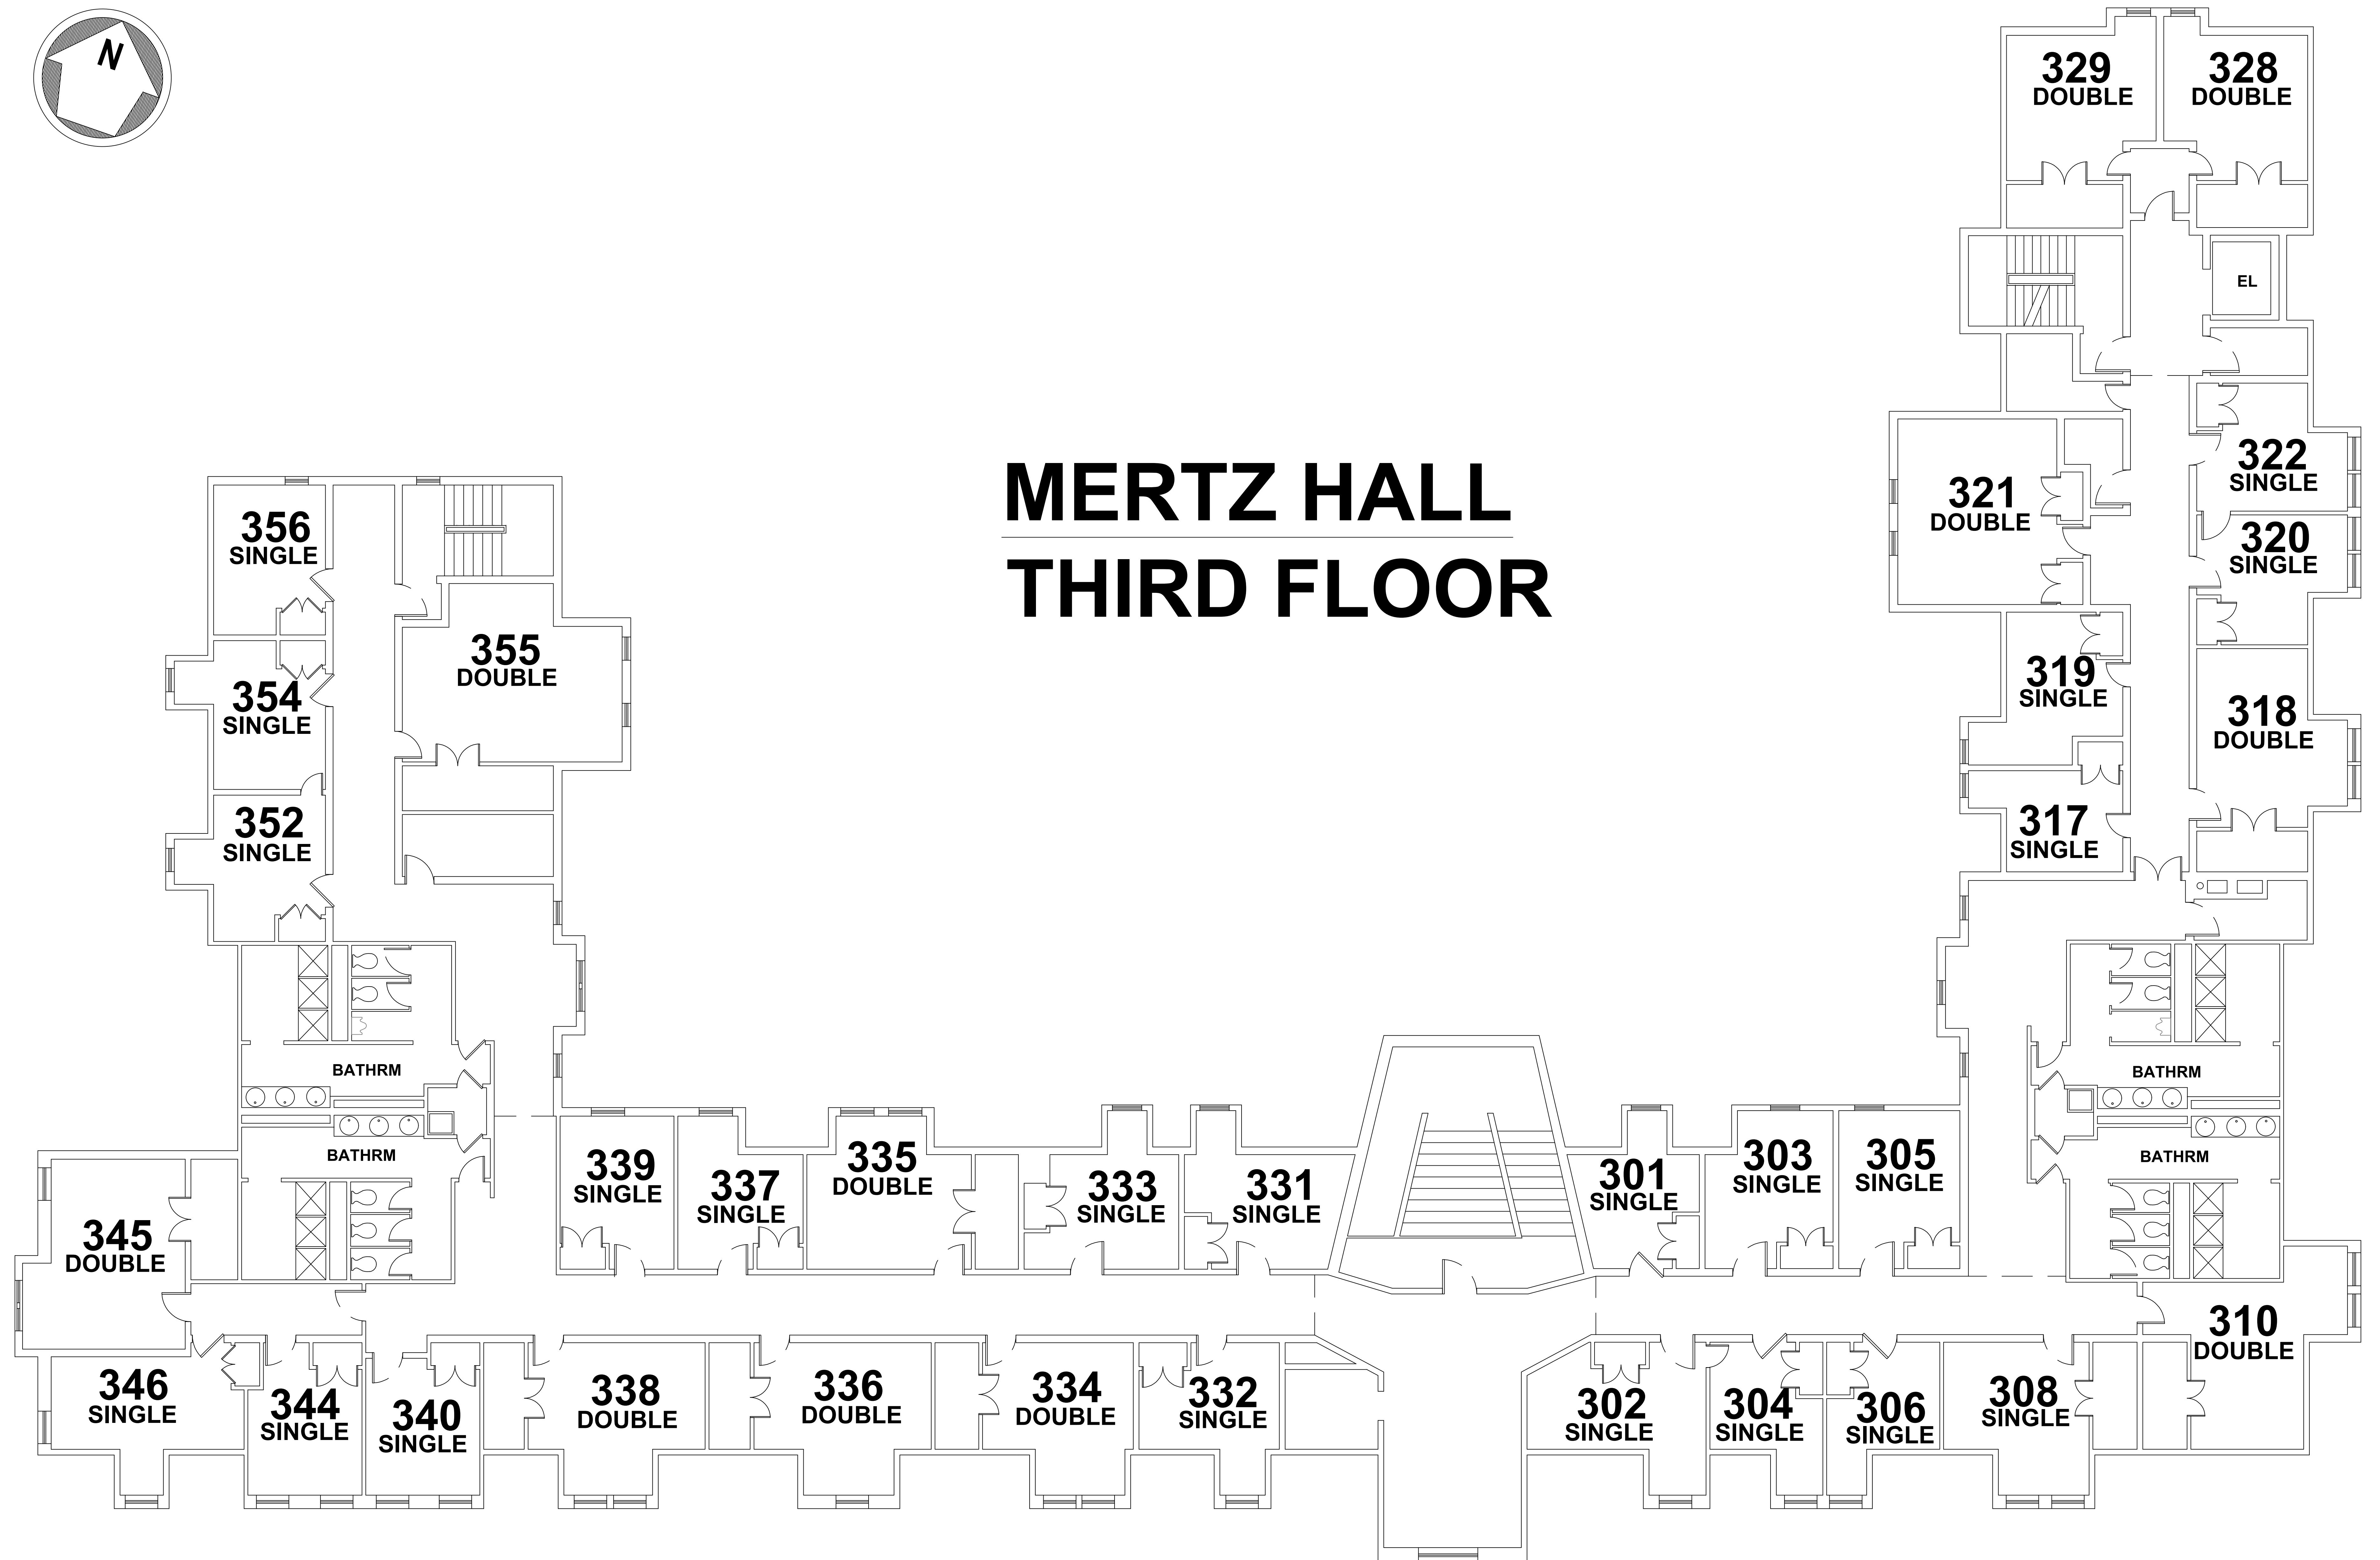 N
329
DOUBLE
328
DOUBLE
EL
MERTZ HALL
THIRD FLOOR
322
SINGLE
321
DOUBLE
320
SINGLE
319
SINGLE
318
DOUBLE
317
SINGLE
356
SINGLE
355
DOUBLE
354
SINGLE
352
SINGLE
BATHRM
BATHRM
BATHRM
BATHRM
345
DOUBLE
339
SINGLE
337
SINGLE
335
DOUBLE
333
SINGLE
331
SINGLE
301
SINGLE
303
SINGLE
305
SINGLE
310
DOUBLE
346
SINGLE
344
SINGLE
340
SINGLE
338
DOUBLE
336
DOUBLE
334
DOUBLE
332
SINGLE
302
SINGLE
304
SINGLE
306
SINGLE
308
SINGLE